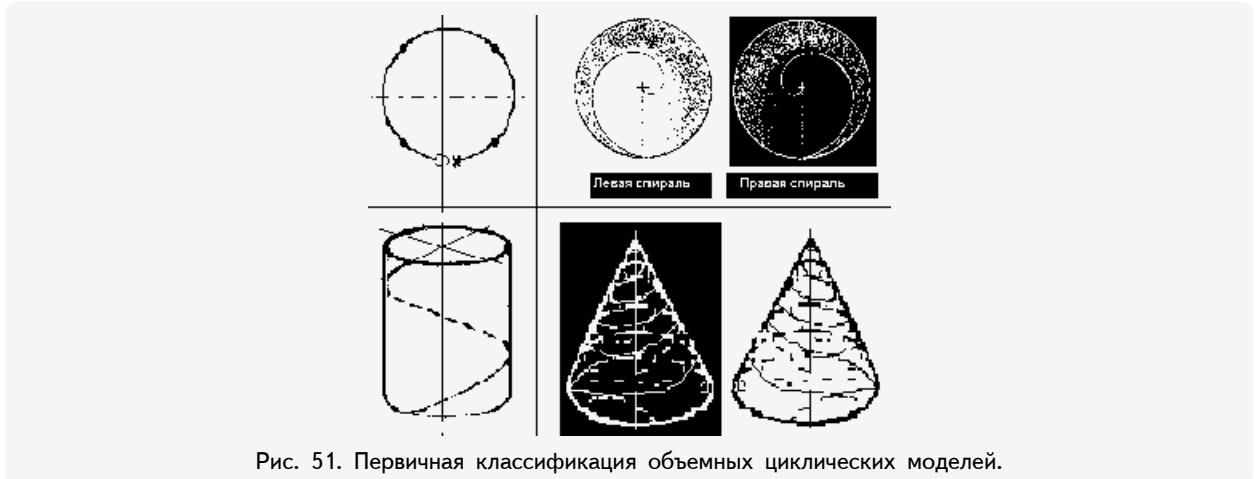 Левая спираль
Правая спираль
Рис. 51. Первичная классификация объемных циклических моделей.